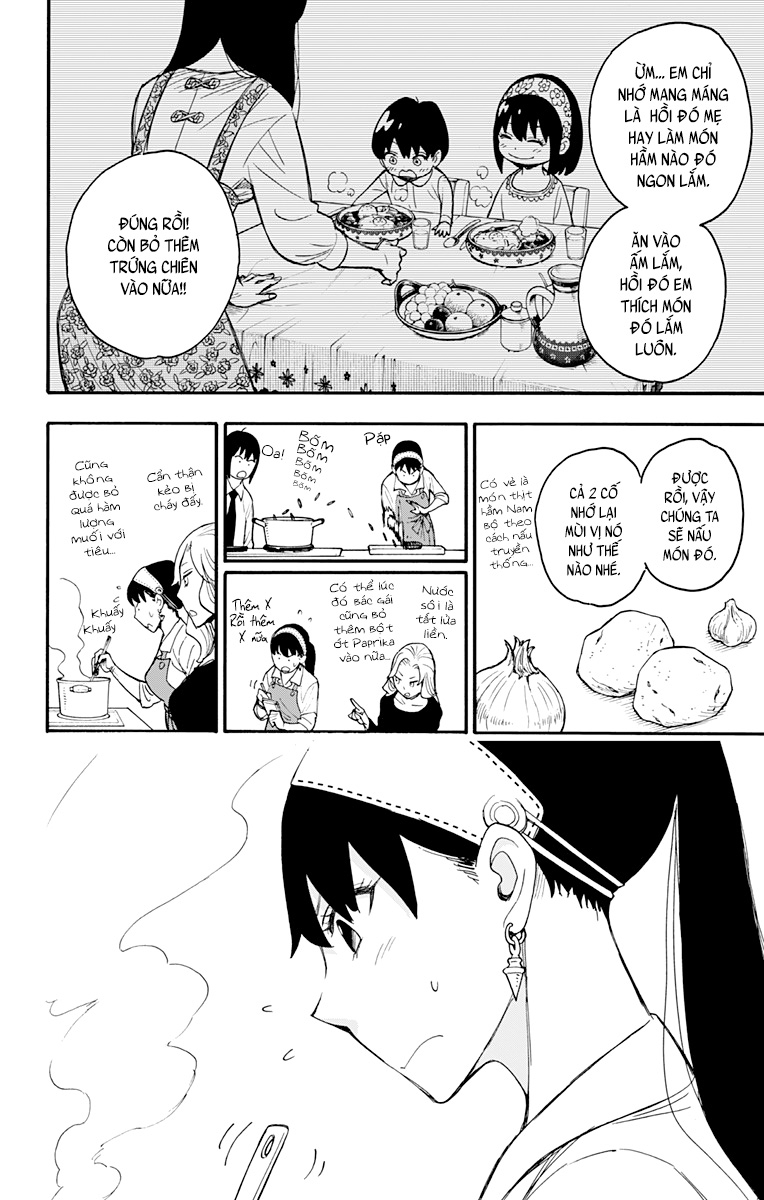 ỪM... EM CHỈ
NHỚ MANG MÁNG
LÀ HỒI ĐÓ MẸ
HAY LÀM MÓN
HẦM NÀO ĐÓ
NGON LẮM.
ĂN VÀO
ẤM LẮM,
HỒI ĐÓ EM
THÍCH MÓN
ĐÓ LẮM
LUÔN.
ĐÚNG RỒI!
CÒN BỎ THÊM
TRỨNG CHIÊN
VÀO NỮA!!
ĐƯỢC
RỒI, VẬY
CHÚNG TA
SẼ NẤU
MÓN ĐÓ.
CẢ 2 CỐ
NHỚ LẠI
MÙI VỊ NÓ
NHƯ THẾ
NÀO NHÉ.
Có vẻ là
món thịt
hầm Nam
Bộ theo
cách nấu
truyền
thống...
Pặp
Bốm
Bốm
Bốm
Bốm
Bốm
Oa!
Nước
sôi là
tắt lửa
liền.
Có thể lúc
đó bác gái
cũng bỏ
thêm bột
ớt Paprika
vào nữa...
Thêm X
Rồi thêm
X nữa
Cẩn thận
kẻo bị
cháy đấy.
Cũng
không
được bỏ
quá hàm
lượng
muối với
tiêu...
Khuấy
Khuấy